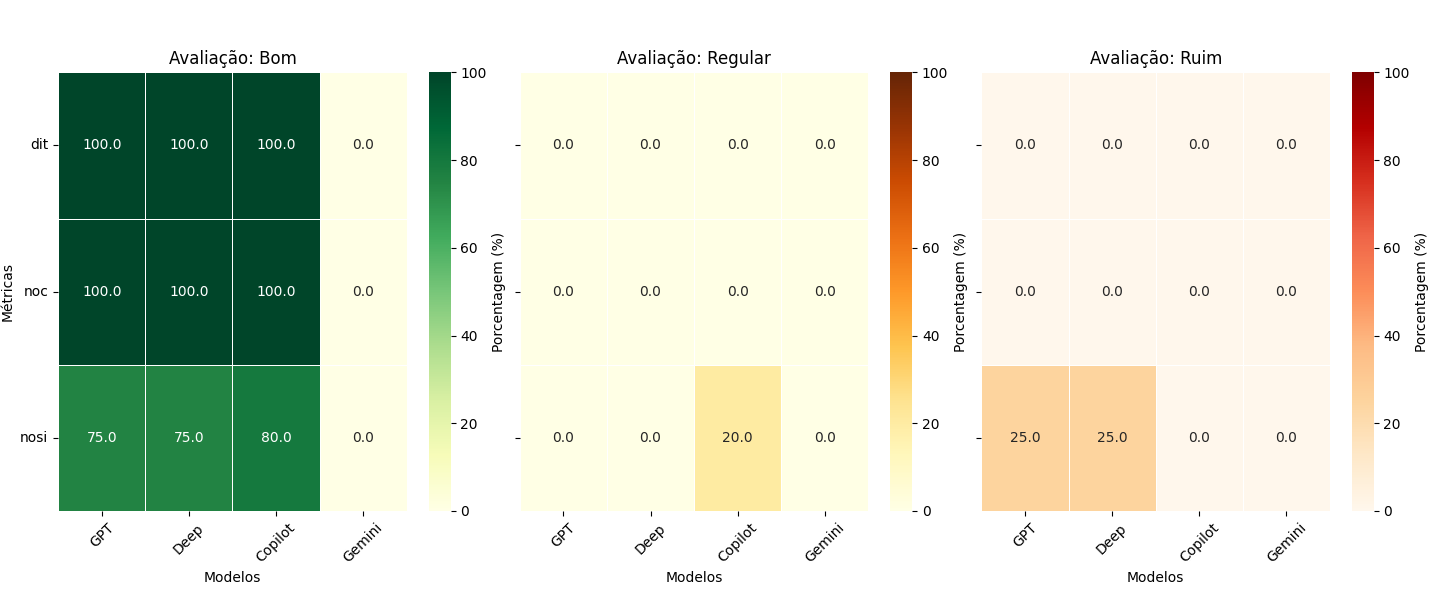 Avaliação: Bom
Avaliação: Regular
Avaliação: Ruim
Métricas
dit
100.0 100.0 100.0 0.0
noc
100.0 100.0 100.0 0.0
nosi
75.0 75.0 80.0 0.0
GPT Deep Copilot Gemini
Modelos
100
80
60
40
20
0
Porcentagem (%)
0.0 0.0 0.0 0.0
0.0 0.0 0.0 0.0
0.0 0.0 20.0 0.0
GPT Deep Copilot Gemini
Modelos
100
80
60
40
20
0
Porcentagem (%)
0.0 0.0 0.0 0.0
0.0 0.0 0.0 0.0
25.0 25.0 0.0 0.0
GPT Deep Copilot Gemini
Modelos
100
80
60
40
20
0
Porcentagem (%)